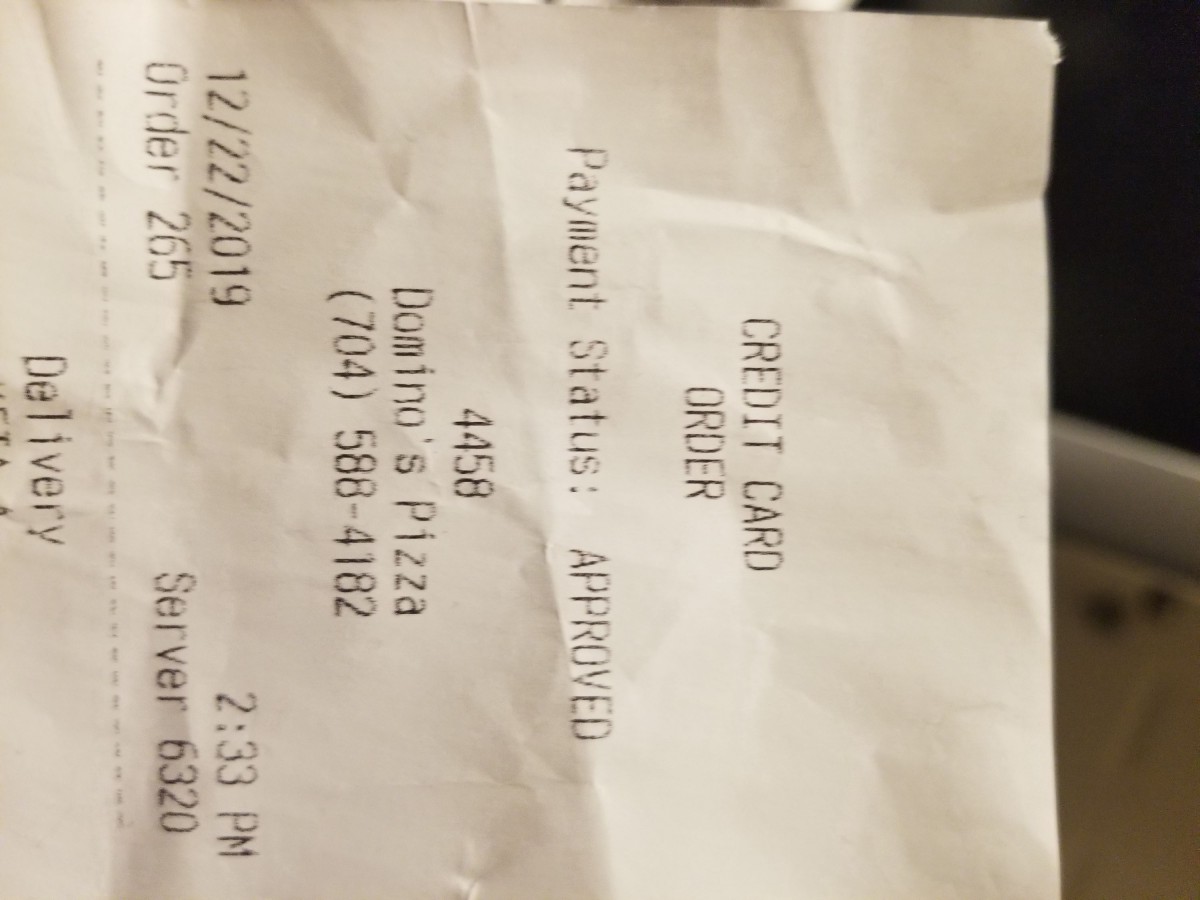 CREDIT CARD
ORDER
Payment Status: APPROVED
4458
Domino's Pizza
(704) 588-4182
12/22/2019 2:33 PM
Order 265 Server 6320
--------------------------------
Delivery